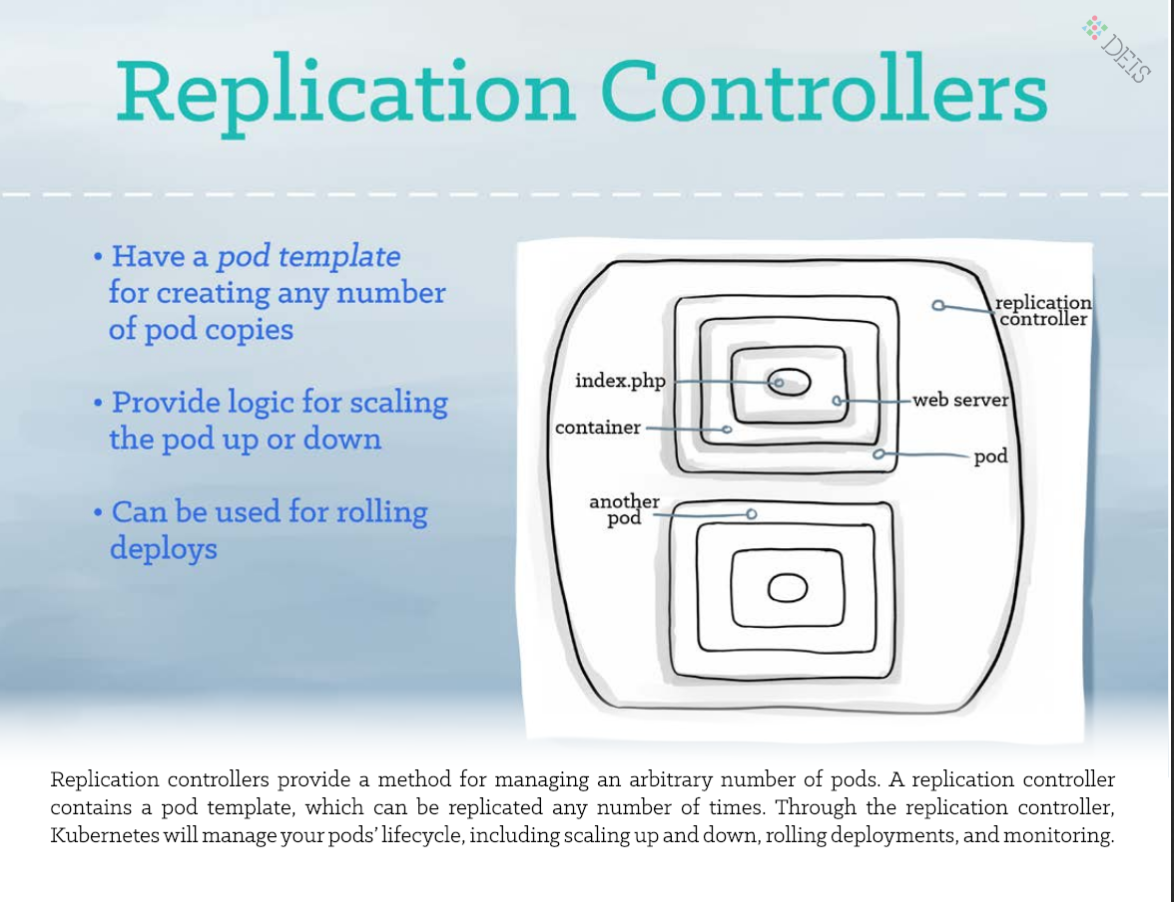 DEIS
Replication Controllers
• Have a pod template
for creating any number
of pod copies
• Provide logic for scaling
the pod up or down
• Can be used for rolling
deploys
replication
controller
index.php
web server
container
pod
another
pod
Replication controllers provide a method for managing an arbitrary number of pods. A replication controller
contains a pod template, which can be replicated any number of times. Through the replication controller,
Kubernetes will manage your pods’ lifecycle, including scaling up and down, rolling deployments, and monitoring.